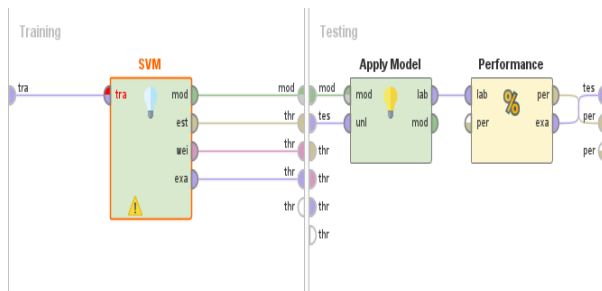 Training
Testing
SVM
Apply Model
Performance
tra
tra
mod
mod
mod
mod
lab
lab
per
tes
est
thr
tes
unl
mod
per
exa
per
wei
thr
thr
per
exa
thr
thr
thr
thr
thr